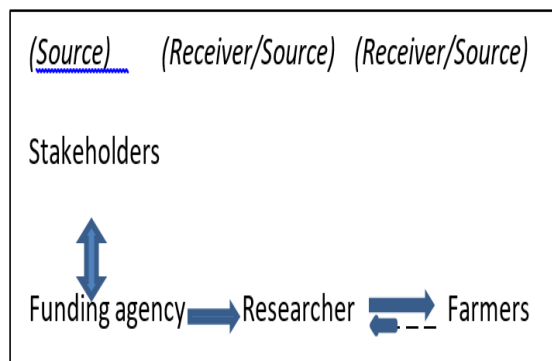 (Source) (Receiver/Source) (Receiver/Source)
Stakeholders
Funding agency Researcher Farmers